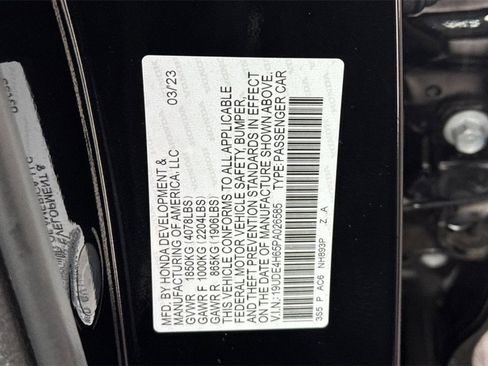 MFD. BY HONDA DEVELOPMENT &
MANUFACTURING OF AMERICA, LLC 03/23
GVWR 1850KG (4078LBS)
GAWR F 1000KG (2204LBS)
GAWR R 865KG (1906LBS)
THIS VEHICLE CONFORMS TO ALL APPLICABLE
FEDERAL MOTOR VEHICLE SAFETY, BUMPER,
AND THEFT PREVENTION STANDARDS IN EFFECT
ON THE DATE OF MANUFACTURE SHOWN ABOVE.
V.I.N.: 19UDE4H65PA026585 TYPE:PASSENGER CAR
3S5 P AC6 NH893P Z .A